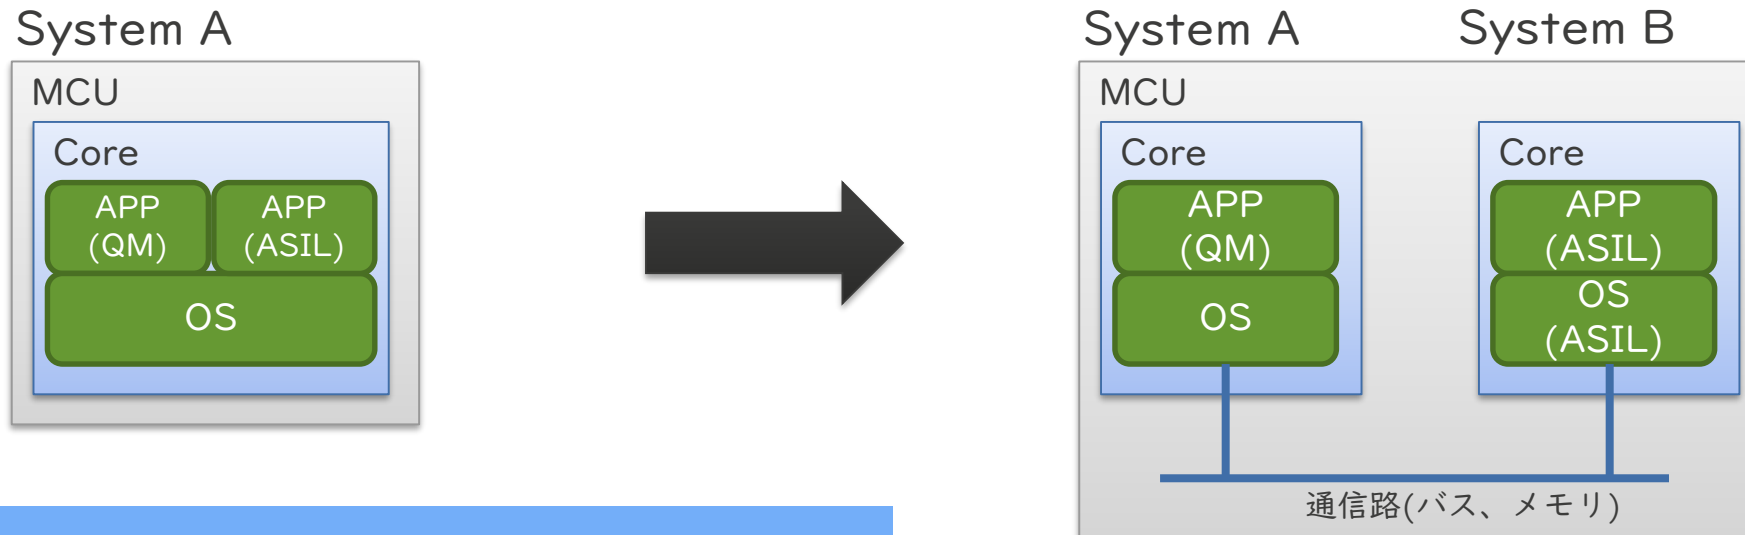 System A
MCU
Core
APP
(QM)
APP
(ASIL)
OS
System A
System B
MCU
Core
APP
(QM)
OS
Core
APP
(ASIL)
OS
(ASIL)
通信路(バス、メモリ)